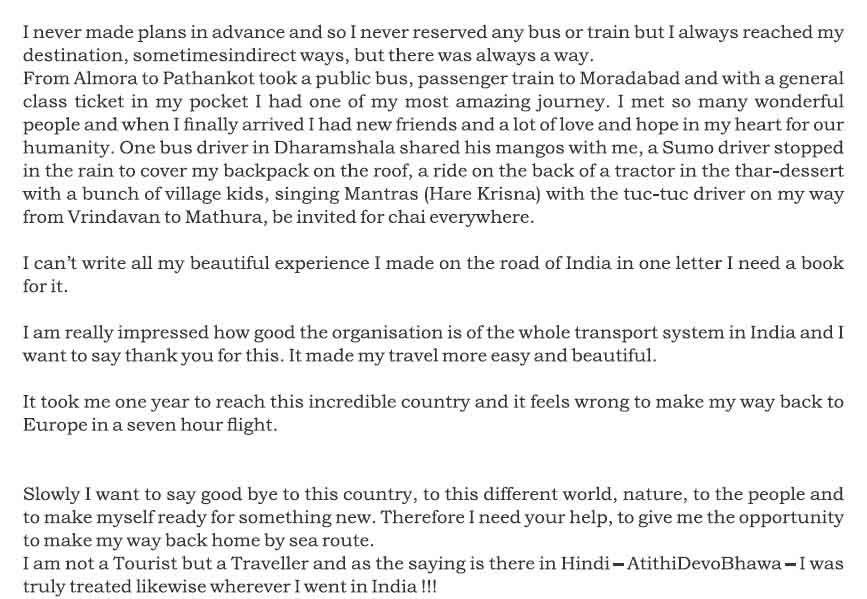 I never made plans in advance and so I never reserved any bus or train but I always reached my
destination, sometimesindirect ways, but there was always a way.
From Almora to Pathankot took a public bus, passenger train to Moradabad and with a general
class ticket in my pocket I had one of my most amazing journey. I met so many wonderful
people and when I finally arrived I had new friends and a lot of love and hope in my heart for our
humanity. One bus driver in Dharamshala shared his mangos with me, a Sumo driver stopped
in the rain to cover my backpack on the roof, a ride on the back of a tractor in the thar-dessert
with a bunch of village kids, singing Mantras (Hare Krisna) with the tuc-tuc driver on my way
from Vrindavan to Mathura, be invited for chai everywhere.
I can't write all my beautiful experience I made on the road of India in one letter I need a book
for it.
I am really impressed how good the organisation is of the whole transport system in India and I
want to say thank you for this. It made my travel more easy and beautiful.
It took me one year to reach this incredible country and it feels wrong to make my way back to
Europe in a seven hour flight.
Slowly I want to say good bye to this country, to this different world, nature, to the people and
to make myself ready for something new. Therefore I need your help, to give me the opportunity
to make my way back home by sea route.
I am not a Tourist but a Traveller and as the saying is there in Hindi – AtithiDevoBhawa – I was
truly treated likewise wherever I went in India !!!